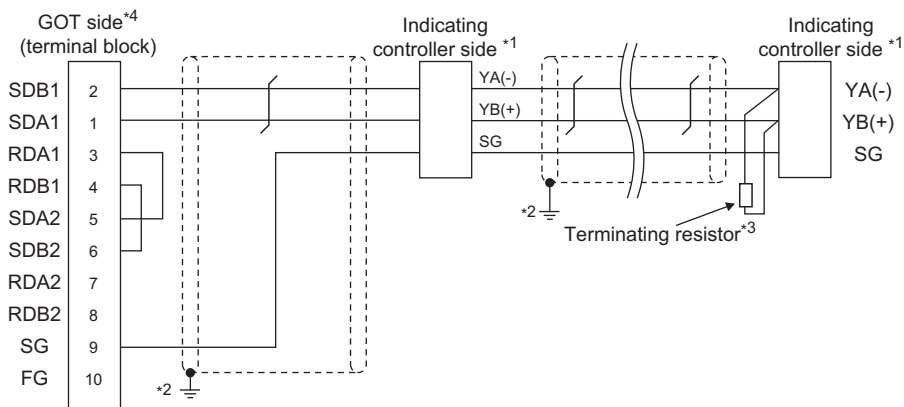 GOT side*4
(terminal block)
Indicating
controller side *1
Indicating
controller side *1
SDB1 2 YA(-) YA(-)
SDA1 1 YB(+) YB(+)
RDA1 3 SG SG
RDB1 4
SDA2 5
SDB2 6
RDA2 7
RDB2 8
SG 9
FG 10
*2
*2
Terminating resistor*3